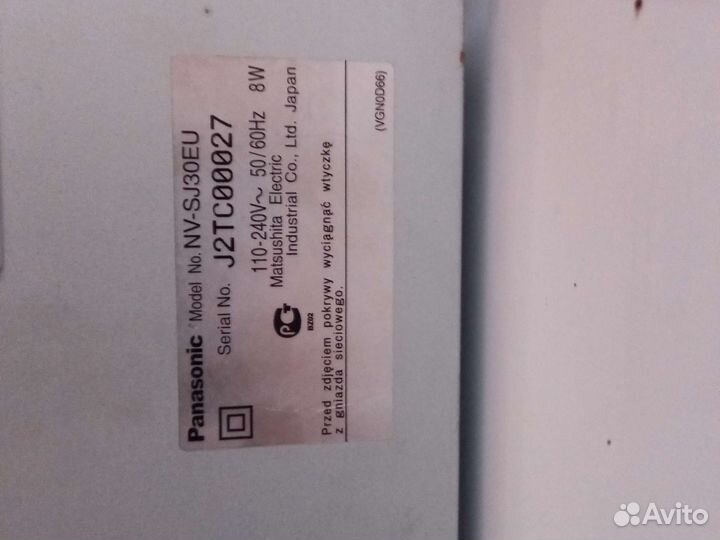 Panasonic Model No. NV-SJ30EU
Serial No. J2TC00027
110-240V~ 50/60Hz 8W
Matsushita Electric
Industrial Co., Ltd. Japan
BZ02
Przed zdjęciem pokrywy wyciągnąć wtyczkę
z gniazda sieciowego.
(VGN0D66)
Avito